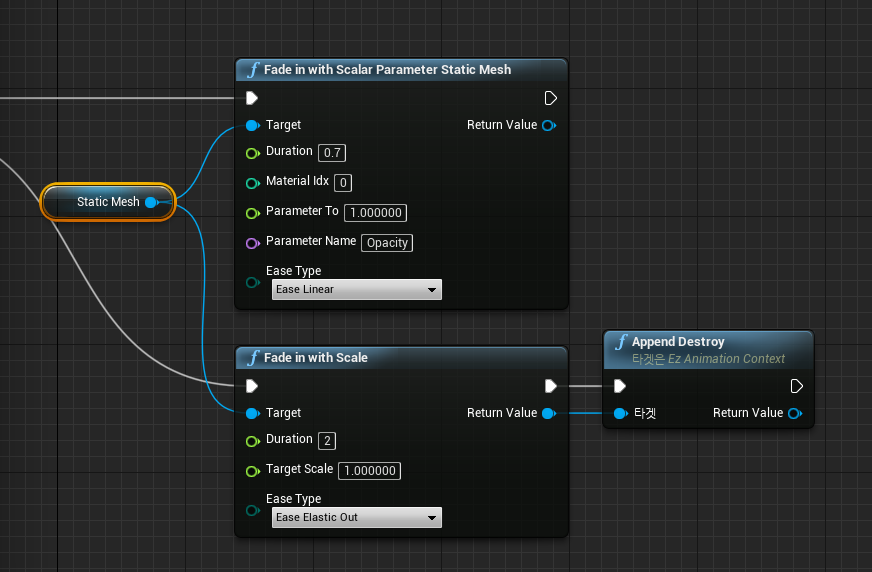 Fade in with Scalar Parameter Static Mesh
Target
Return Value
Duration 0.7
Material Idx 0
Static Mesh
Parameter To 1.000000
Parameter Name Opacity
Ease Type
Ease Linear
Fade in with Scale
Target
Return Value
Duration 2
Target Scale 1.000000
Ease Type
Ease Elastic Out
Append Destroy
타겟은 Ez Animation Context
타겟
Return Value